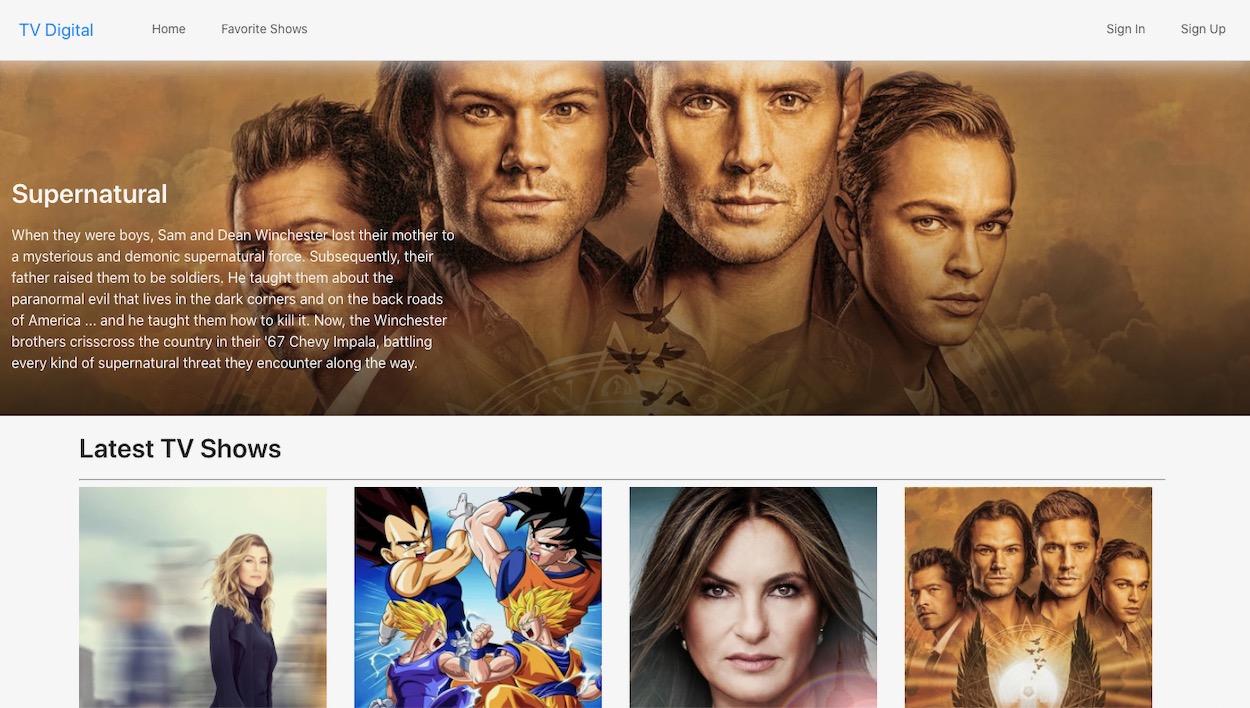 TV Digital
Home
Favorite Shows
Sign In
Sign Up
Supernatural
When they were boys, Sam and Dean Winchester lost their mother to
a mysterious and demonic supernatural force. Subsequently, their
father raised them to be soldiers. He taught them about the
paranormal evil that lives in the dark corners and on the back roads
of America ... and he taught them how to kill it. Now, the Winchester
brothers crisscross the country in their '67 Chevy Impala, battling
every kind of supernatural threat they encounter along the way.
Latest TV Shows